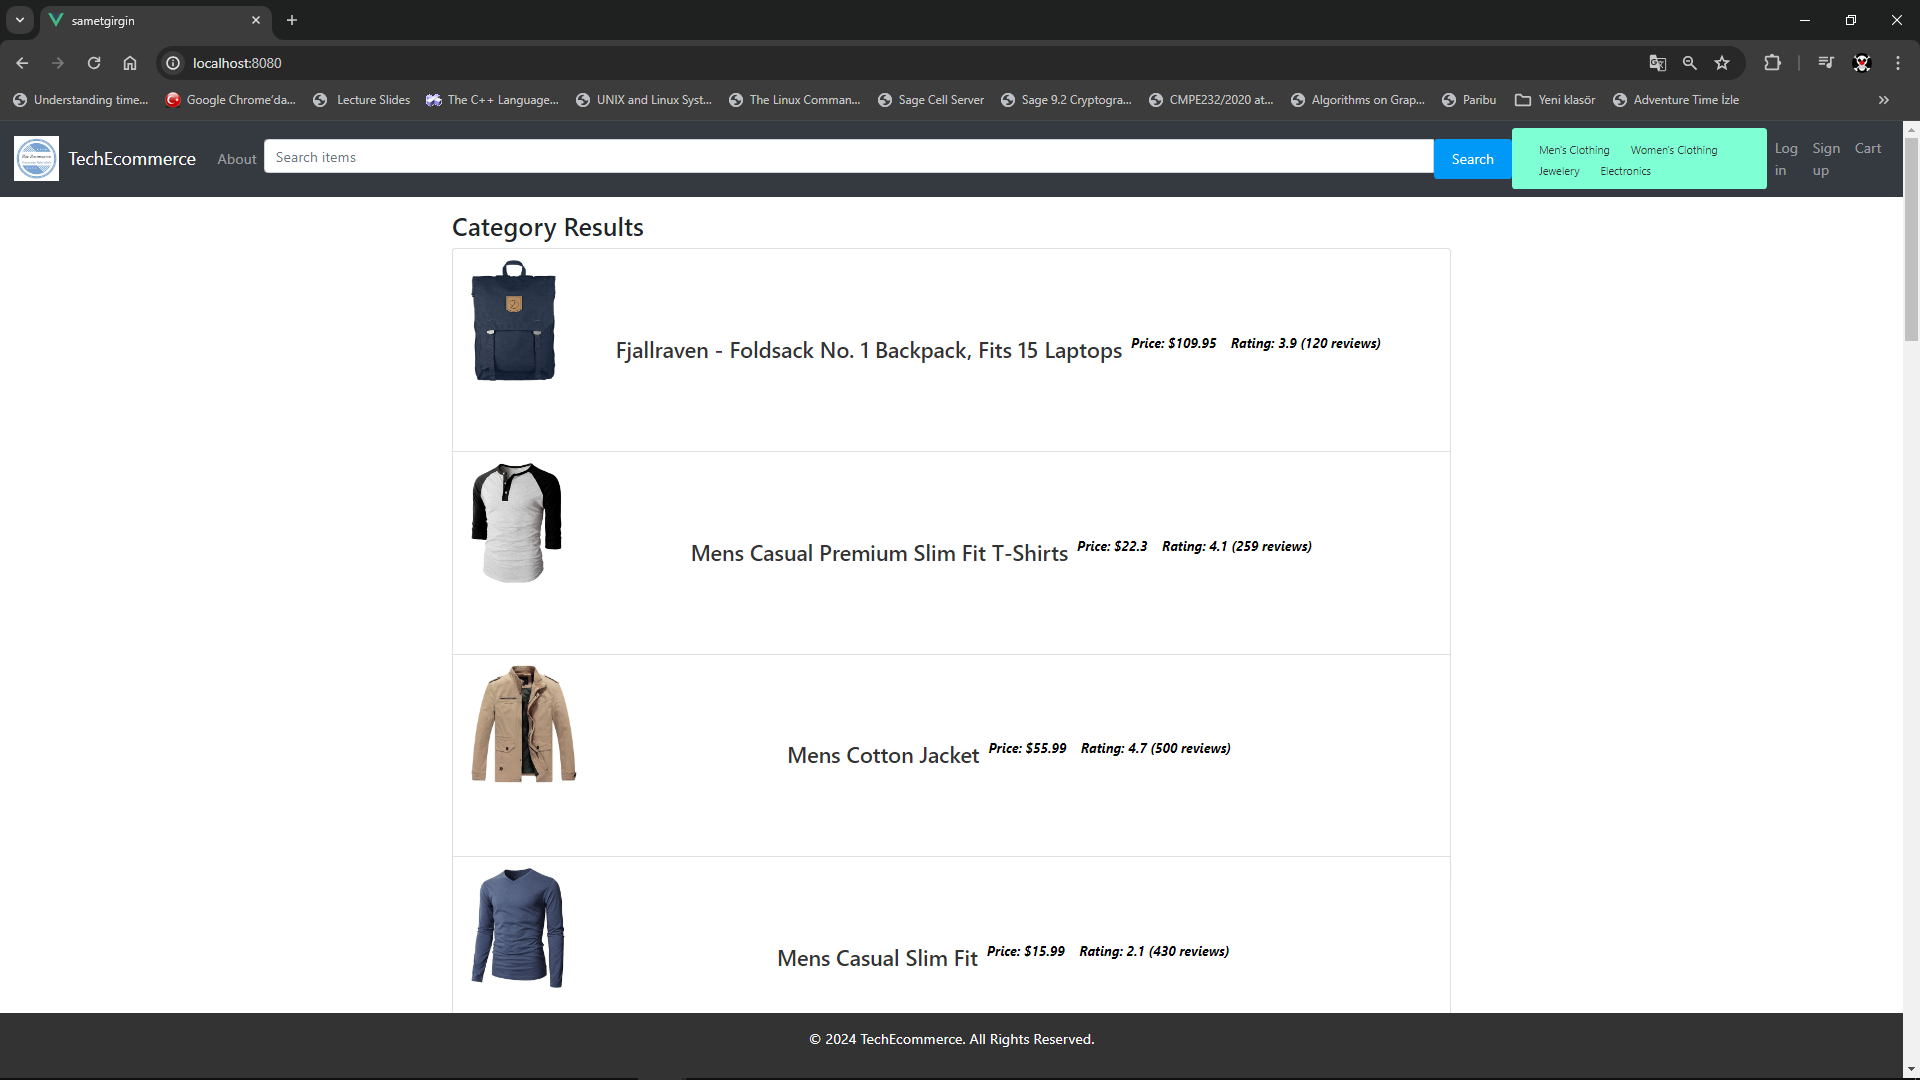 sametgirgin
localhost:8080
Understanding time...
Google Chrome'da...
Lecture Slides
The C++ Language...
UNIX and Linux Syst...
The Linux Comman...
Sage Cell Server
Sage 9.2 Cryptogra...
CMPE232/2020 at...
Algorithms on Grap...
Paribu
Yeni klasör
Adventure Time İzle
TechEcommerce
About
Search items
Search
Men's Clothing Women's Clothing
Jewelery Electronics
Log
in
Sign
up
Cart
Category Results
Fjallraven - Foldsack No. 1 Backpack, Fits 15 Laptops Price: $109.95 Rating: 3.9 (120 reviews)
Mens Casual Premium Slim Fit T-Shirts Price: $22.3 Rating: 4.1 (259 reviews)
Mens Cotton Jacket Price: $55.99 Rating: 4.7 (500 reviews)
Mens Casual Slim Fit Price: $15.99 Rating: 2.1 (430 reviews)
© 2024 TechEcommerce. All Rights Reserved.